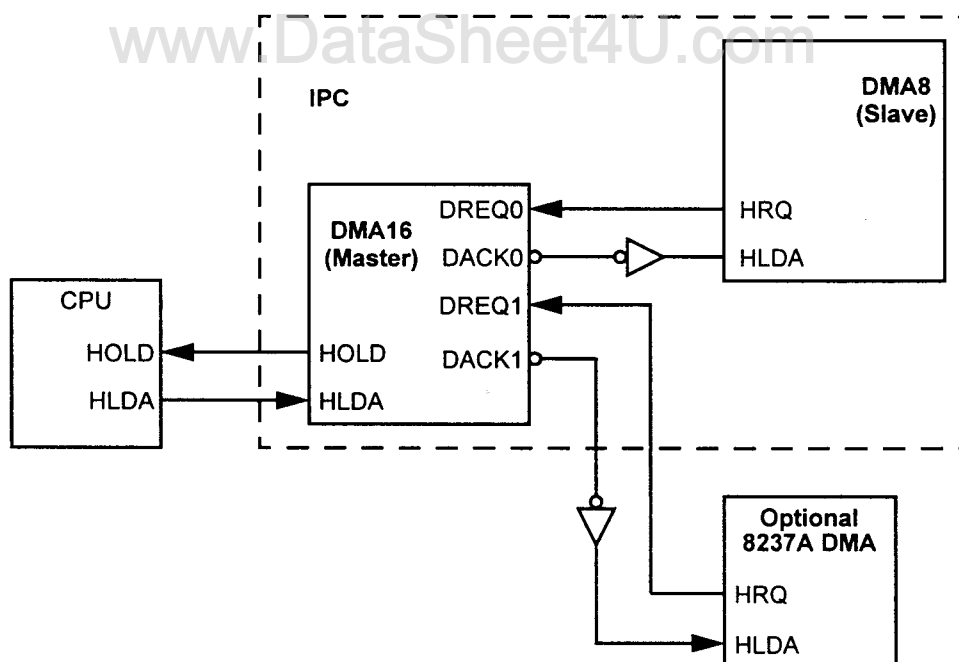 www.DataSheet4U.com
IPC
DMA8
(Slave)
HRQ
HLDA
DMA16
(Master)
DREQ0
DACK0
DREQ1
DACK1
HOLD
HLDA
CPU
HOLD
HLDA
Optional
8237A DMA
HRQ
HLDA